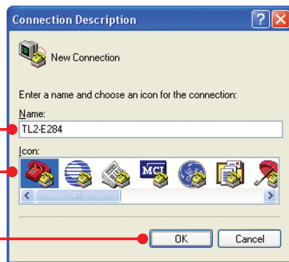 Connection Description
New Connection
Enter a name and choose an icon for the connection:
Name:
TL2-E284
Icon:
MCI
OK
Cancel